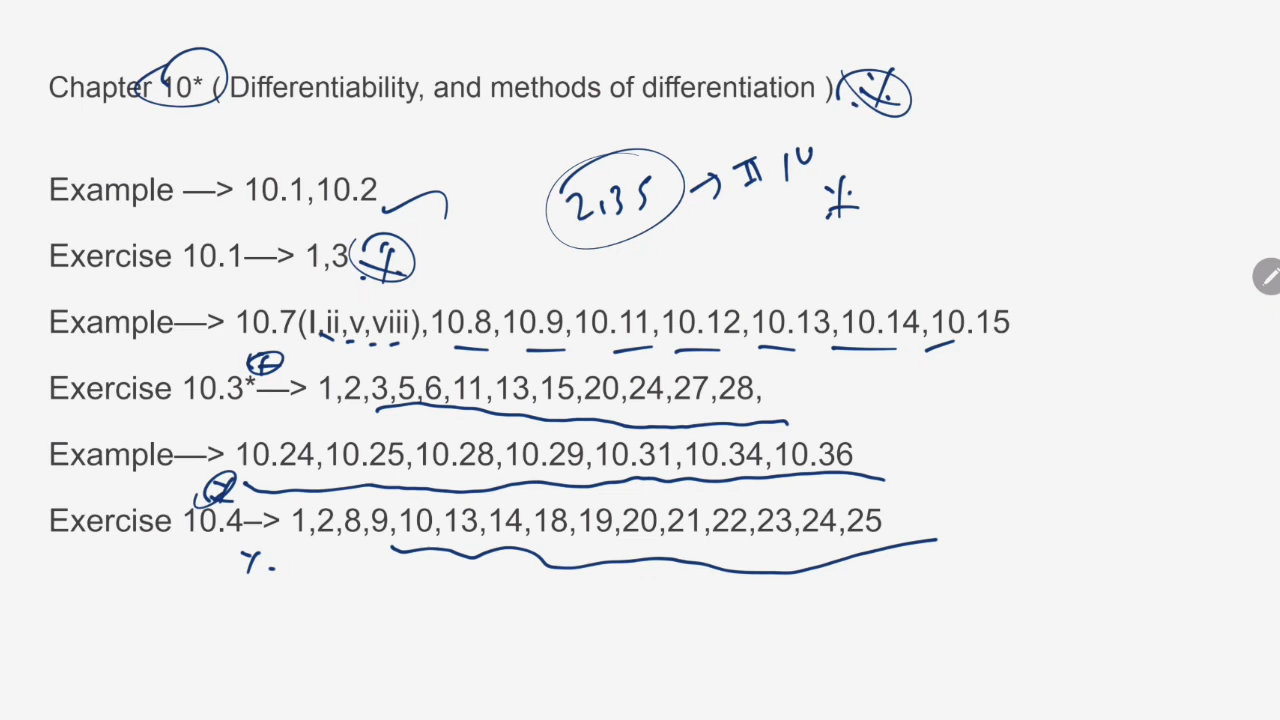 Chapter 10* ( Differentiability, and methods of differentiation )
Example —> 10.1,10.2
2,35 → II IV
Exercise 10.1—> 1,3
Example—> 10.7(I,ii,v,viii),10.8,10.9,10.11,10.12,10.13,10.14,10.15
Exercise 10.3*—> 1,2,3,5,6,11,13,15,20,24,27,28,
Example—> 10.24,10.25,10.28,10.29,10.31,10.34,10.36
Exercise 10.4–> 1,2,8,9,10,13,14,18,19,20,21,22,23,24,25